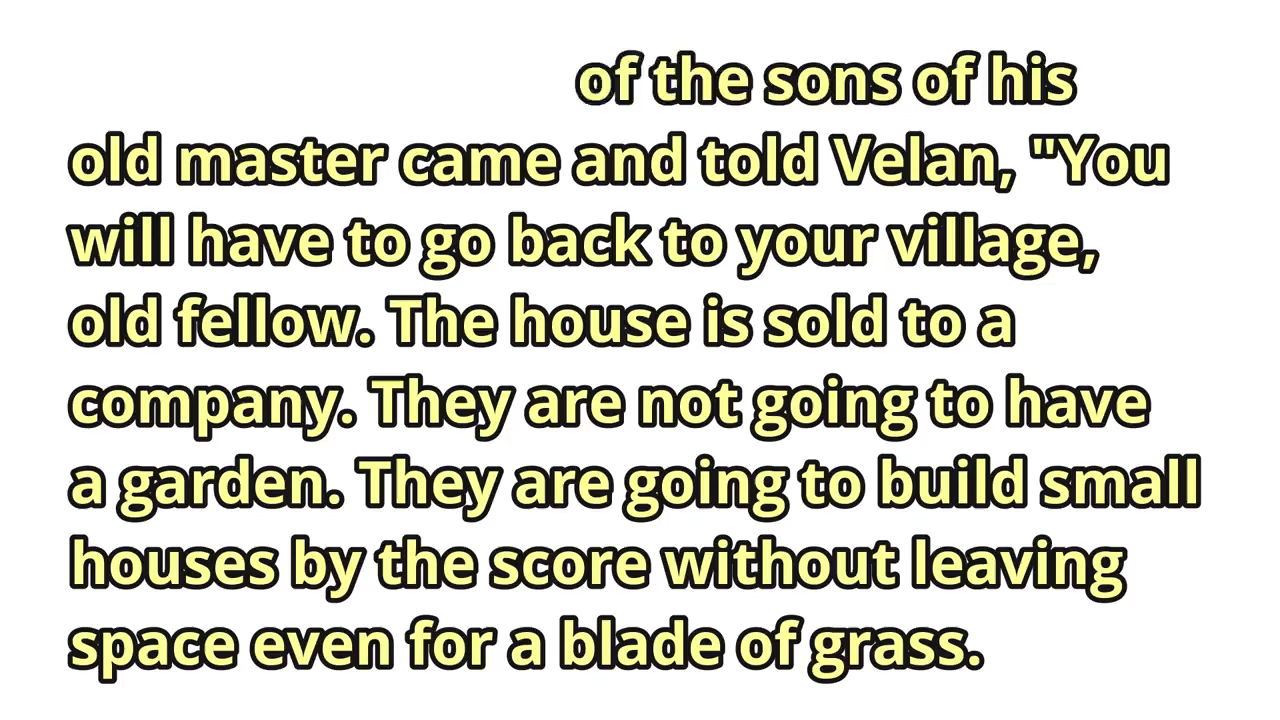 of the sons of his
old master came and told Velan, "You
will have to go back to your village,
old fellow. The house is sold to a
company. They are not going to have
a garden. They are going to build small
houses by the score without leaving
space even for a blade of grass.